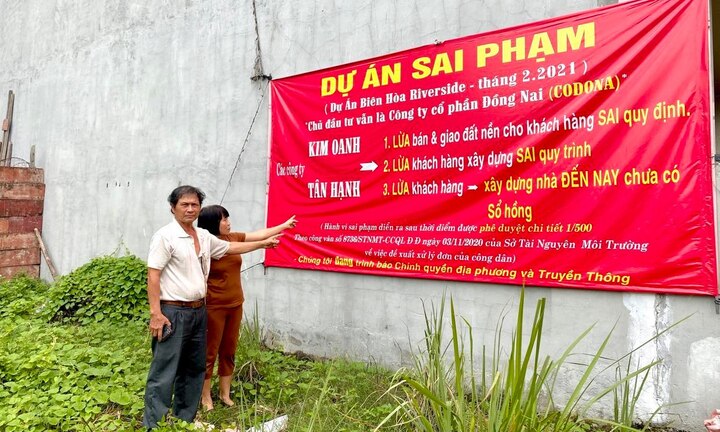 DỰ ÁN SAI PHẠM
( Dự Án Biên Hòa Riverside - tháng 2.2021 )
"Chủ đầu tư vẫn là Công ty cổ phần Đồng Nai (CODONA)"
Các công ty
KIM OANH
TÂN HẠNH
1. LỪA bán & giao đất nền cho khách hàng SAI quy định.
2. LỪA khách hàng xây dựng SAI quy trình
3. LỪA khách hàng ➡ xây dựng nhà ĐẾN NAY chưa có
Sổ hồng
( Hành vi sai phạm diễn ra sau thời điểm được phê duyệt chi tiết 1/500
Theo công văn số 8736/STNMT-CCQL Đ Đ ngày 03/11/2020 của Sở Tài Nguyên Môi Trường
về việc đề xuất xử lý đơn của công dân)
- Chúng tôi đang trình báo Chính quyền địa phương và Truyền Thông